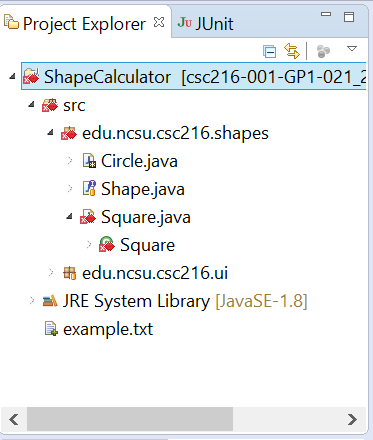 Project Explorer JUnit
ShapeCalculator [csc216-001-GP1-021_2
src
edu.ncsu.csc216.shapes
Circle.java
Shape.java
Square.java
Square
edu.ncsu.csc216.ui
JRE System Library [JavaSE-1.8]
example.txt